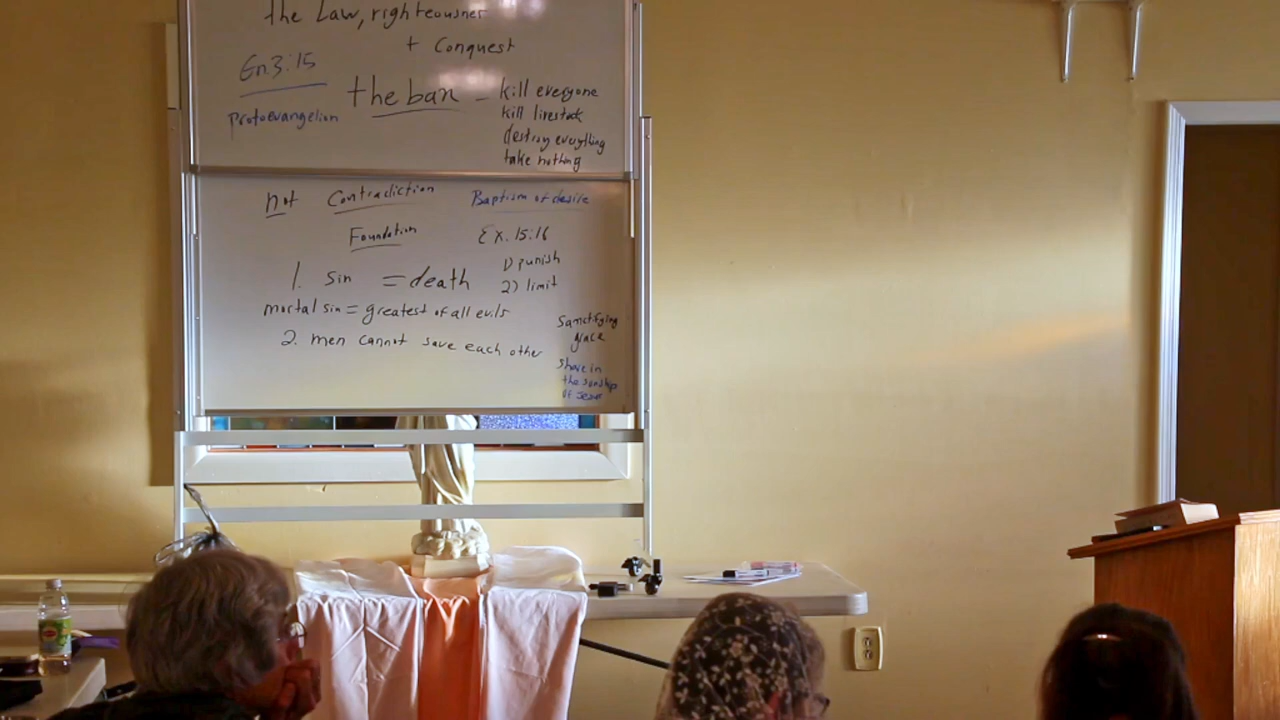 the Law, righteousness
+ Conquest
Gn.3:15
protoevangelion
the ban - kill everyone
kill livestock
destroy everything
take nothing
not Contradiction
Foundation
1. sin = death
mortal sin = greatest of all evils
2. men cannot save each other
Baptism of desire
Ex. 15:16
1) punish
2) limit
Sanctifying
grace
share in
the sonship
of Jesus